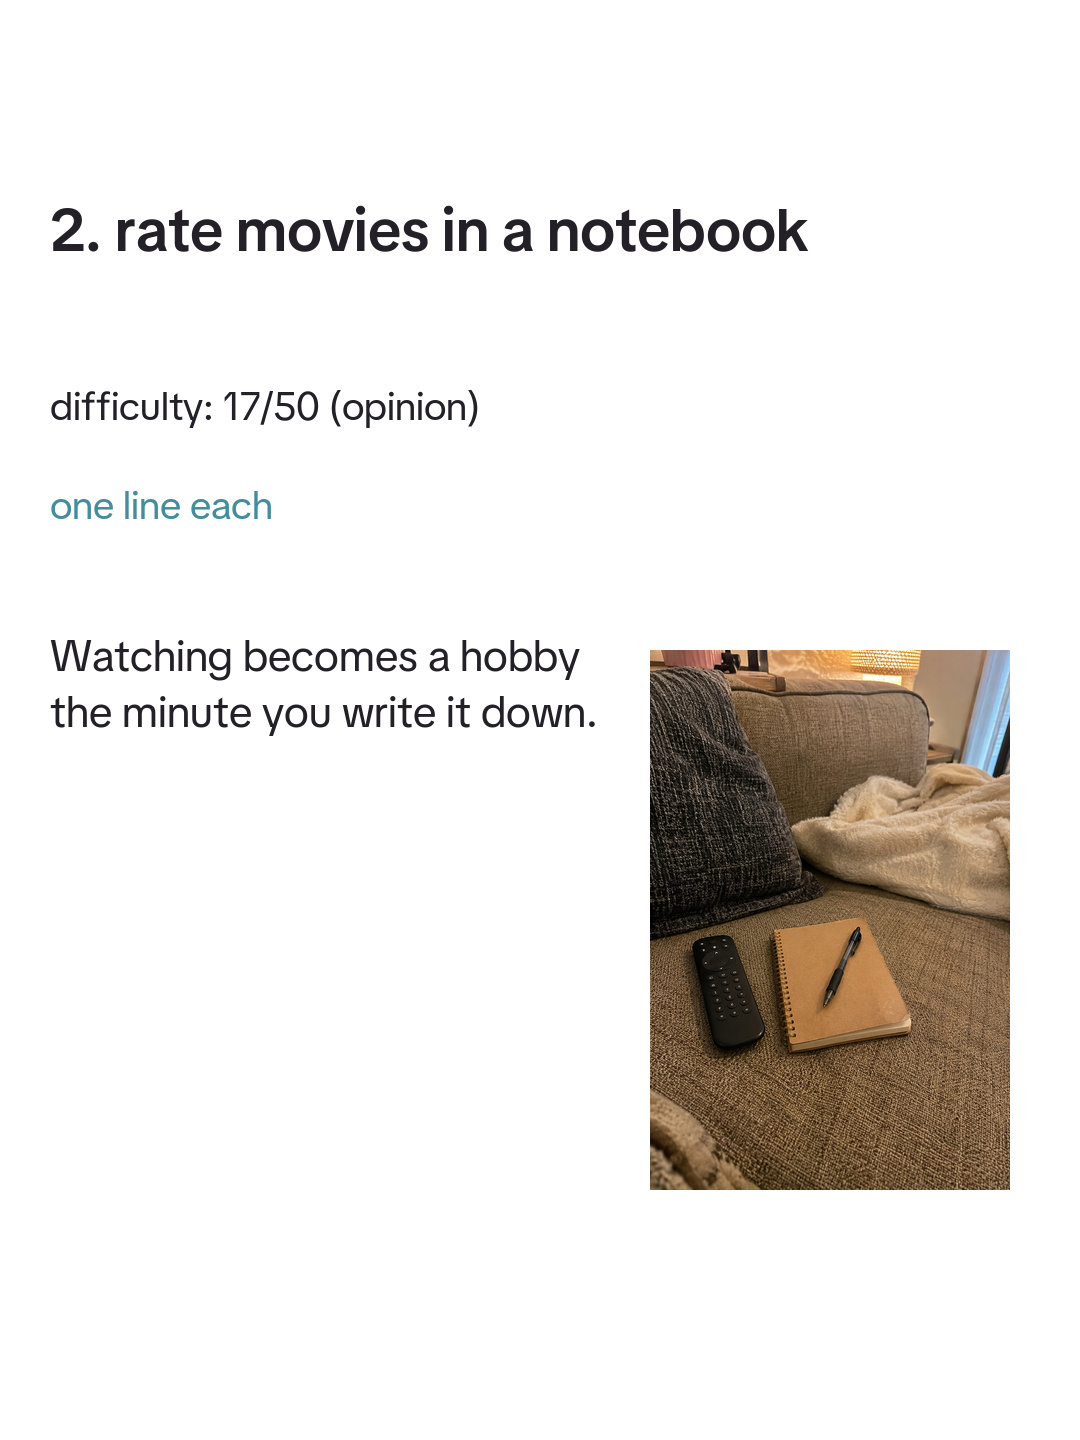 2. rate movies in a notebook
difficulty: 17/50 (opinion)
one line each
Watching becomes a hobby
the minute you write it down.